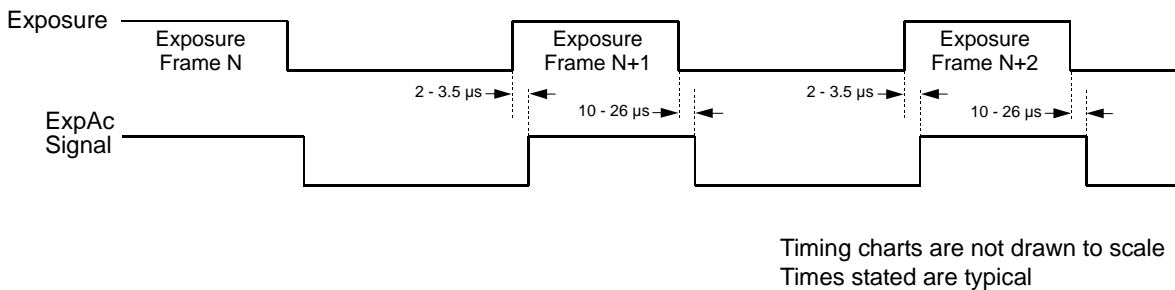 Exposure
Exposure
Frame N
Exposure
Frame N+1
Exposure
Frame N+2
2 - 3.5 µs
10 - 26 µs
2 - 3.5 µs
10 - 26 µs
ExpAc
Signal
Timing charts are not drawn to scale
Times stated are typical